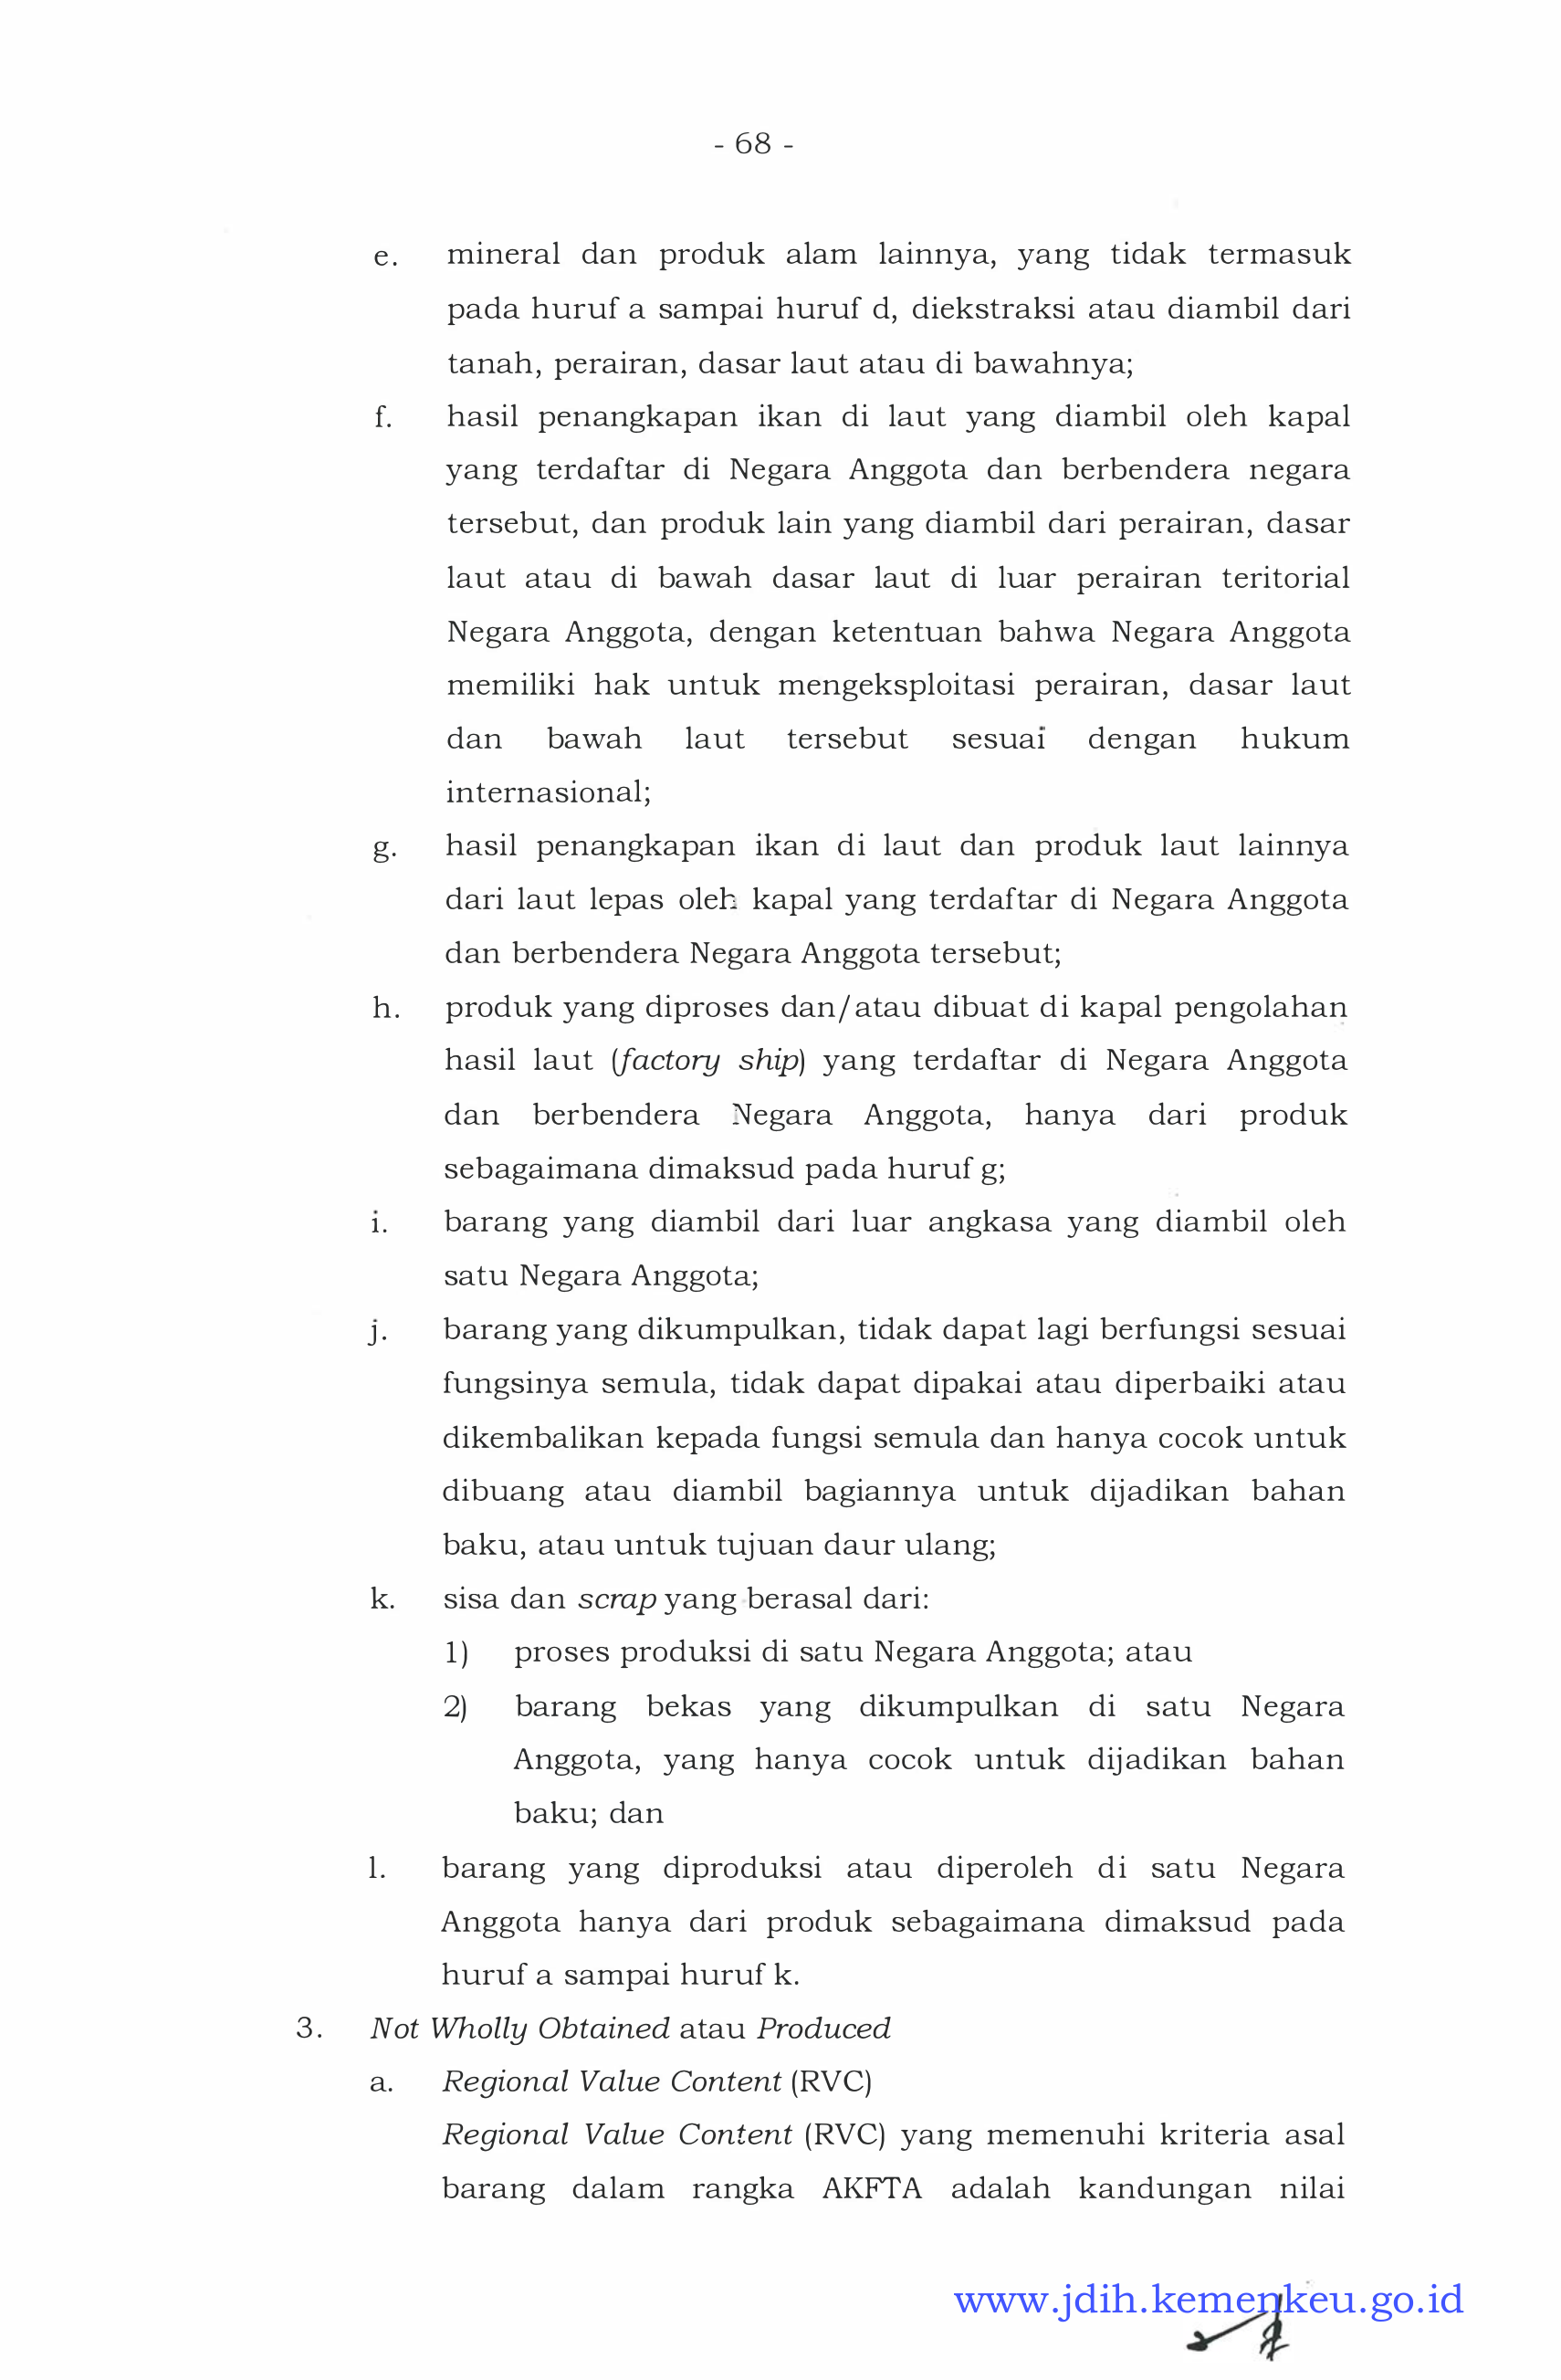 - 68 -
e. mineral dan produk alam lainnya, yang tidak termasuk
pada huruf a sampai huruf d, diekstraksi atau diambil dari
tanah, perairan, dasar laut atau di bawahnya;
f. hasil penangkapan ikan di laut yang diambil oleh kapal
yang terdaftar di Negara Anggota dan berbendera negara
tersebut, dan produk lain yang diambil dari perairan, dasar
laut atau di bawah dasar laut di luar perairan teritorial
Negara Anggota, dengan ketentuan bahwa Negara Anggota
memiliki hak untuk mengeksploitasi perairan, dasar laut
dan bawah laut tersebut sesuai dengan hukum
internasional;
g. hasil penangkapan ikan di laut dan produk laut lainnya
dari laut lepas oleh kapal yang terdaftar di Negara Anggota
dan berbendera Negara Anggota tersebut;
h. produk yang diproses dan/atau dibuat di kapal pengolahan
hasil laut (factory ship) yang terdaftar di Negara Anggota
dan berbendera Negara Anggota, hanya dari produk
sebagaimana dimaksud pada huruf g;
i. barang yang diambil dari luar angkasa yang diambil oleh
satu Negara Anggota;
j. barang yang dikumpulkan, tidak dapat lagi berfungsi sesuai
fungsinya semula, tidak dapat dipakai atau diperbaiki atau
dikembalikan kepada fungsi semula dan hanya cocok untuk
dibuang atau diambil bagiannya untuk dijadikan bahan
baku, atau untuk tujuan daur ulang;
k. sisa dan scrap yang berasal dari:
1) proses produksi di satu Negara Anggota; atau
2) barang bekas yang dikumpulkan di satu Negara
Anggota, yang hanya cocok untuk dijadikan bahan
baku; dan
l. barang yang diproduksi atau diperoleh di satu Negara
Anggota hanya dari produk sebagaimana dimaksud pada
huruf a sampai huruf k.
3. Not Wholly Obtained atau Produced
a. Regional Value Content (RVC)
Regional Value Content (RVC) yang memenuhi kriteria asal
barang dalam rangka AKFTA adalah kandungan nilai
www.jdih.kemenkeu.go.id